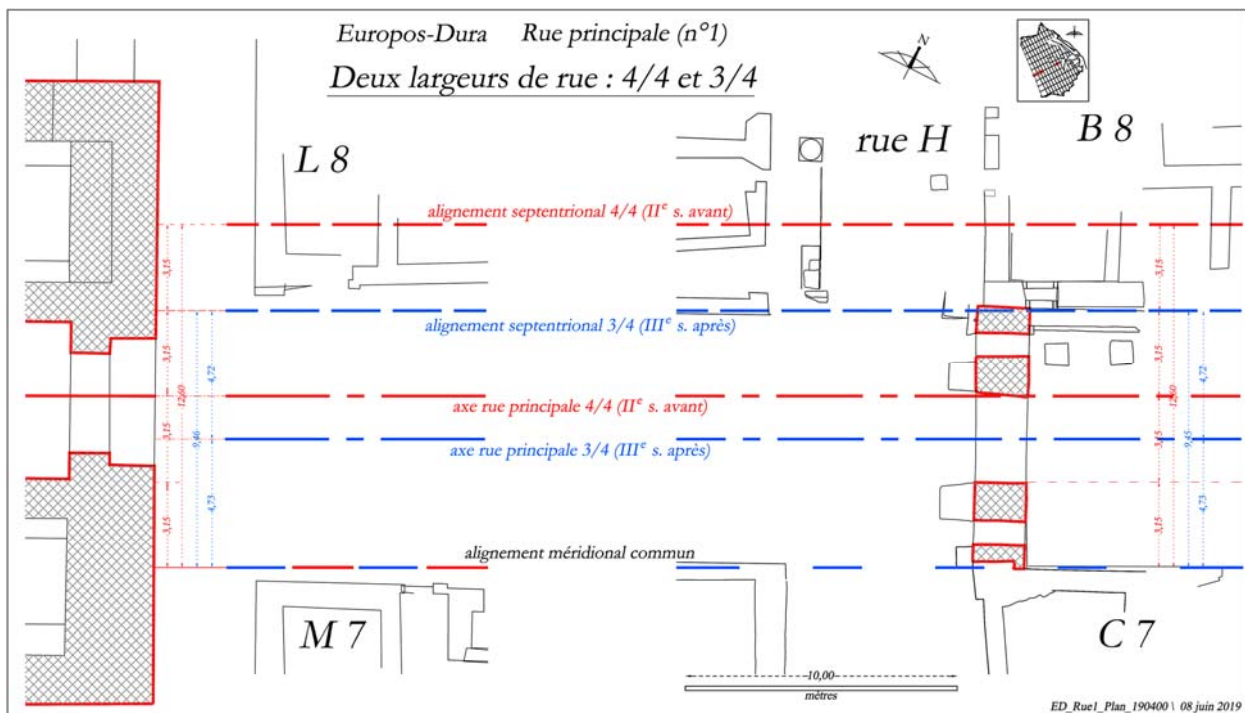 Europos-Dura Rue principale (n°1)
Deux largeurs de rue : 4/4 et 3/4
N
L 8
rue H
B 8
alignement septentrional 4/4 (IIe s. avant)
3,15
3,15
3,15
3,15
12,60
9,46
4,72
4,73
alignement septentrional 3/4 (IIIe s. après)
axe rue principale 4/4 (IIe s. avant)
axe rue principale 3/4 (IIIe s. après)
alignement méridional commun
3,15
3,15
3,15
3,15
12,60
9,45
4,72
4,73
M 7
C 7
10,00
mètres
ED_Rue1_Plan_190400 \ 08 juin 2019